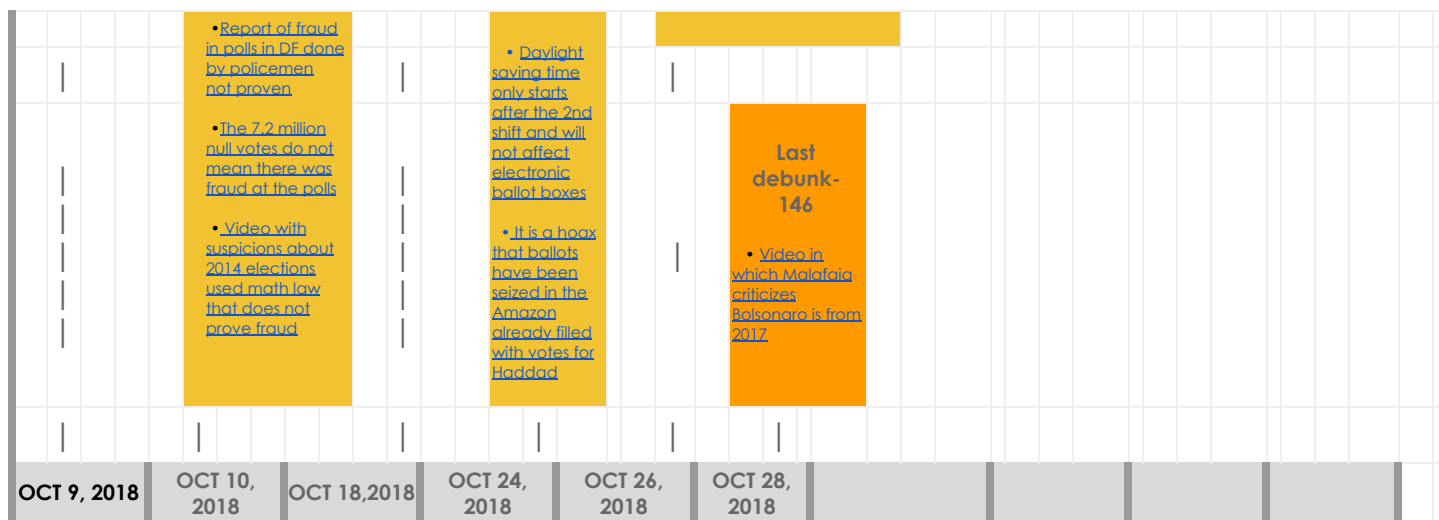 •Report of fraud
in polls in DF done
by policemen
not proven
•The 7.2 million
null votes do not
mean there was
fraud at the polls
• Video with
suspicions about
2014 elections
used math law
that does not
prove fraud
• Daylight
saving time
only starts
after the 2nd
shift and will
not affect
electronic
ballot boxes
• It is a hoax
that ballots
have been
seized in the
Amazon
already filled
with votes for
Haddad
Last
debunk-
146
• Video in
which Malafaia
criticizes
Bolsonaro is from
2017
OCT 9, 2018
OCT 10,
2018
OCT 18,2018
OCT 24,
2018
OCT 26,
2018
OCT 28,
2018